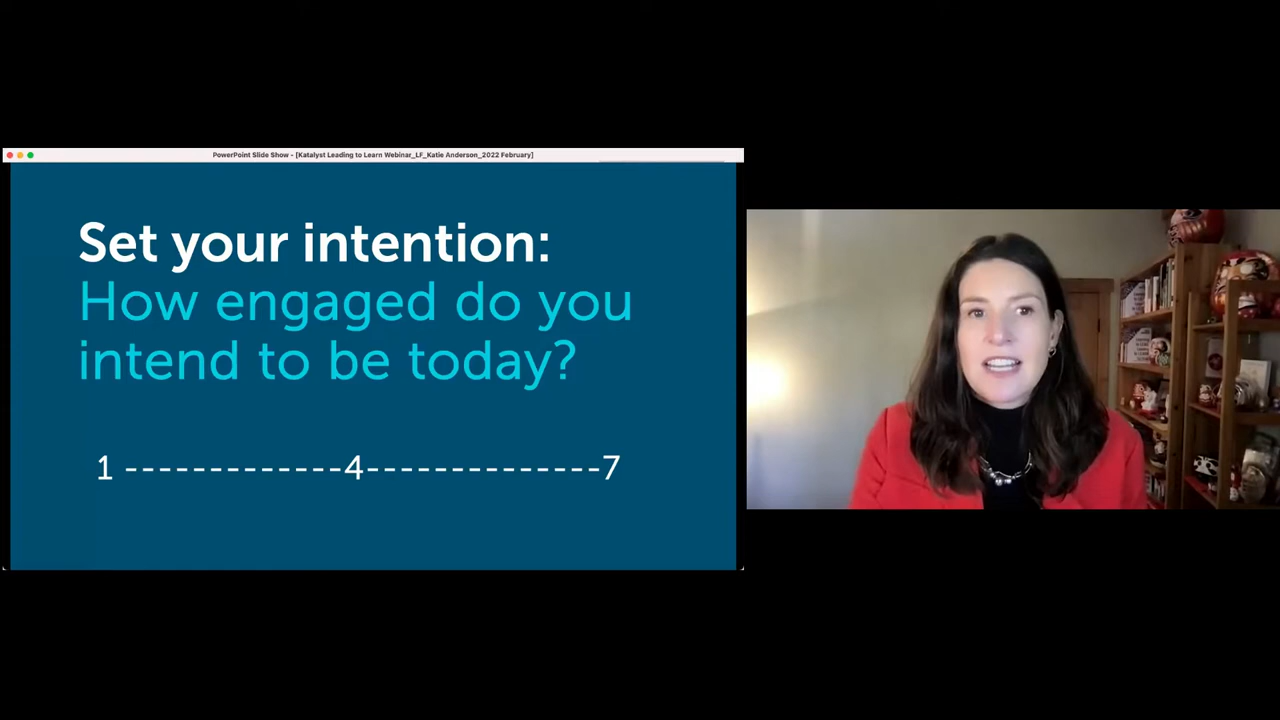 PowerPoint Slide Show - [Katalyst Leading to Learn Webinar_LF_Katie Anderson_2022 February]
Set your intention:
How engaged do you
intend to be today?
1 -------------4--------------7